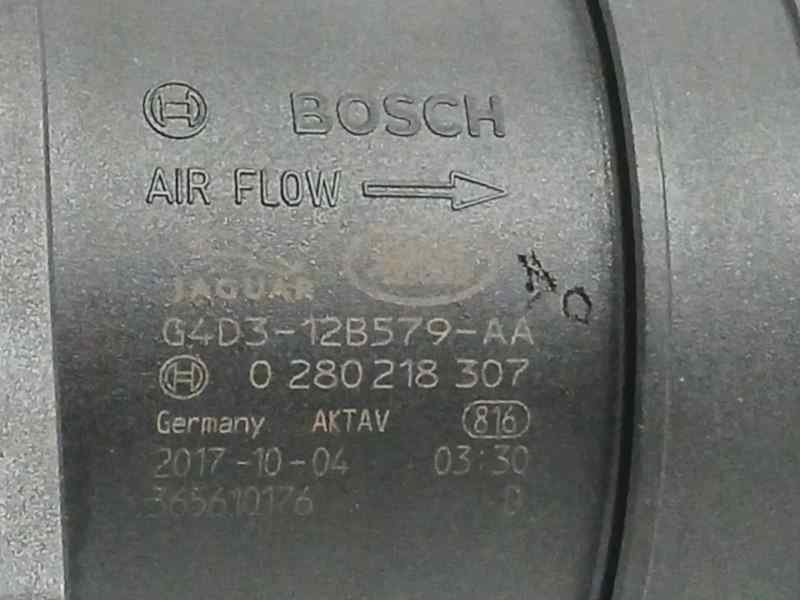 BOSCH
AIR FLOW
JAGUAR
G4D3-12B579-AA
0 280 218 307
Germany AKTAV 816
2017-10-04 03:30
365610176